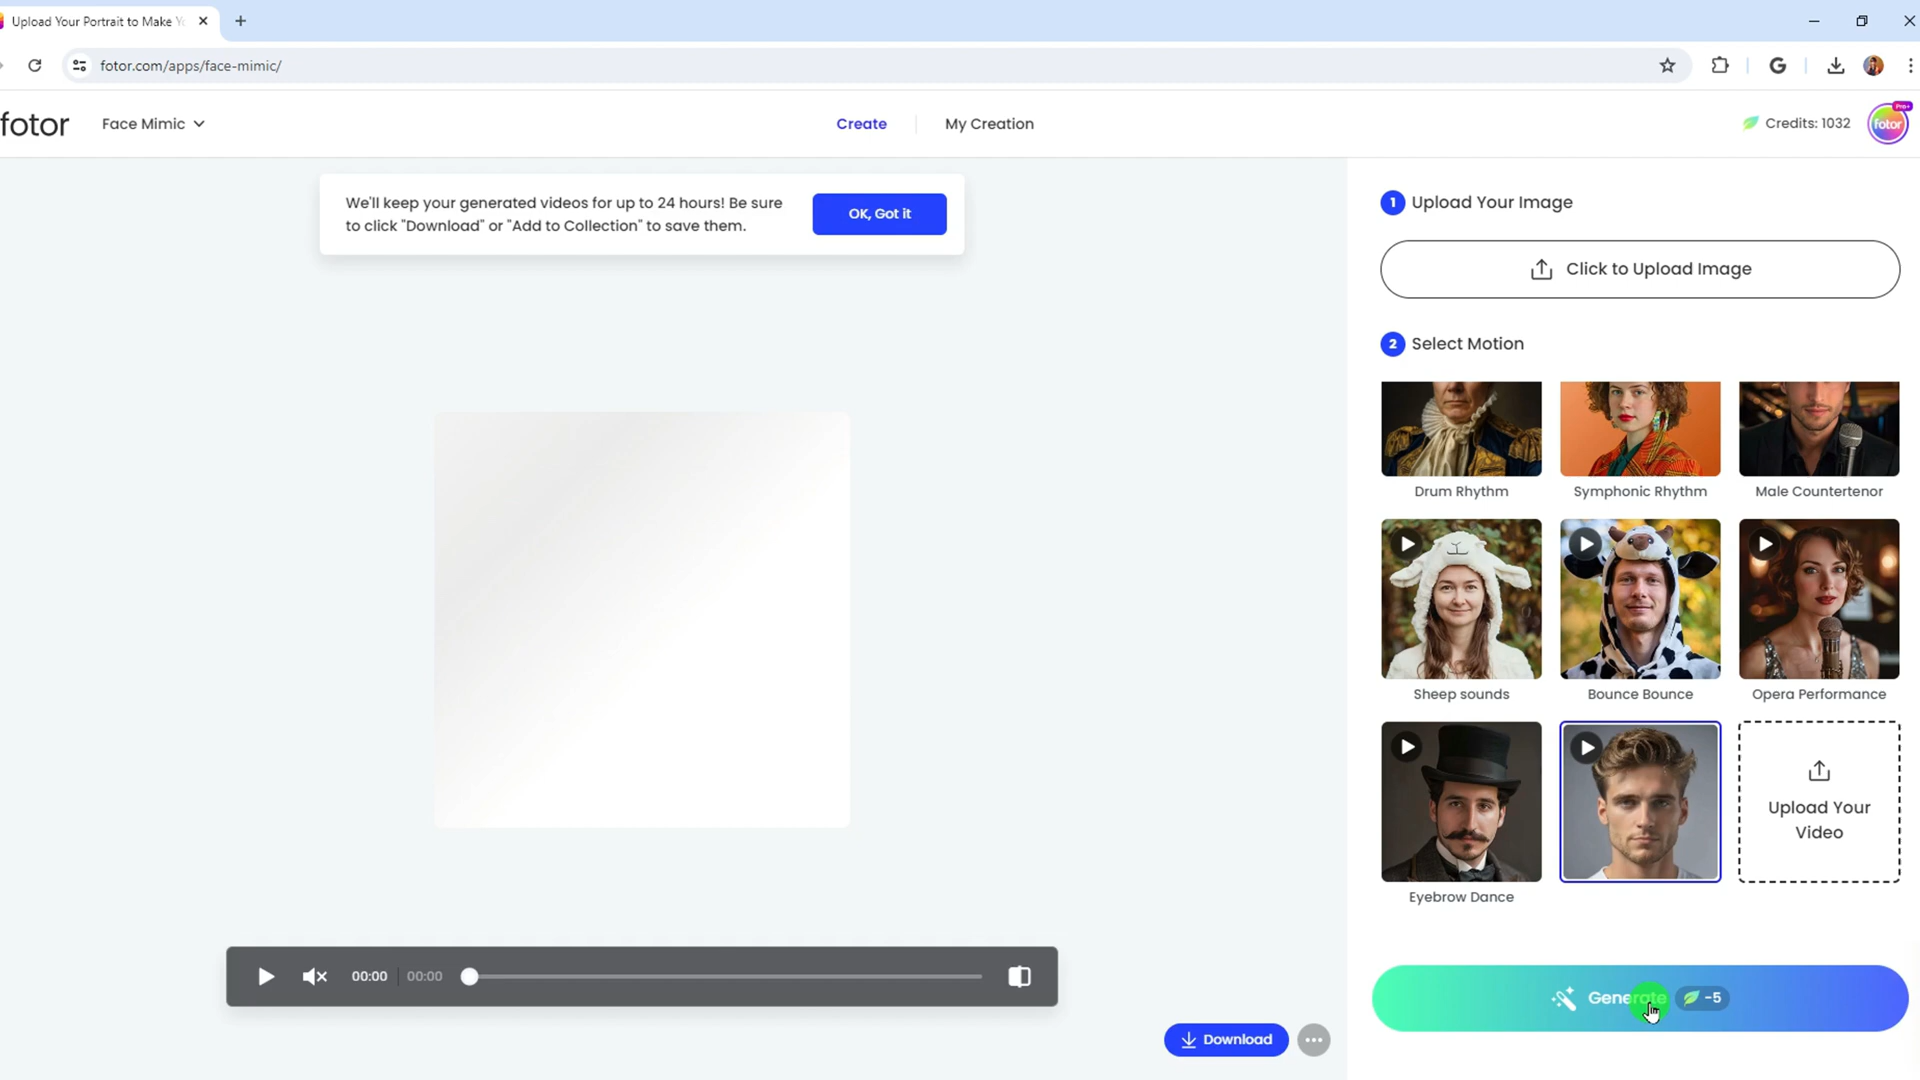 Upload Your Portrait to Make Yo
fotor.com/apps/face-mimic/
fotor
Face Mimic
Create
My Creation
Credits: 1032
Pro+
fotor
We'll keep your generated videos for up to 24 hours! Be sure
to click "Download" or "Add to Collection" to save them.
OK, Got it
1 Upload Your Image
Click to Upload Image
2 Select Motion
Drum Rhythm
Symphonic Rhythm
Male Countertenor
Sheep sounds
Bounce Bounce
Opera Performance
Eyebrow Dance
Upload Your
Video
00:00
00:00
Generate
-5
Download